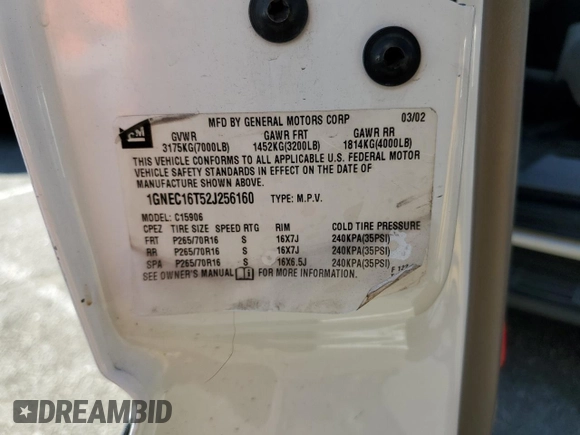 MFD BY GENERAL MOTORS CORP 03/02
GM GVWR GAWR FRT GAWR RR
3175KG(7000LB) 1452KG(3200LB) 1814KG(4000LB)
THIS VEHICLE CONFORMS TO ALL APPLICABLE U.S. FEDERAL MOTOR
VEHICLE SAFETY STANDARDS IN EFFECT ON THE DATE OF
MANUFACTURE SHOWN ABOVE.
1GNEC16T52J256160 TYPE: M.P.V.
MODEL: C15906
CPEZ TIRE SIZE SPEED RTG RIM COLD TIRE PRESSURE
FRT P265/70R16 S 16X7J 240KPA(35PSI)
RR P265/70R16 S 16X7J 240KPA(35PSI)
SPA P265/70R16 S 16X6.5J 240KPA(35PSI)
SEE OWNER'S MANUAL FOR MORE INFORMATION
DREAMBID